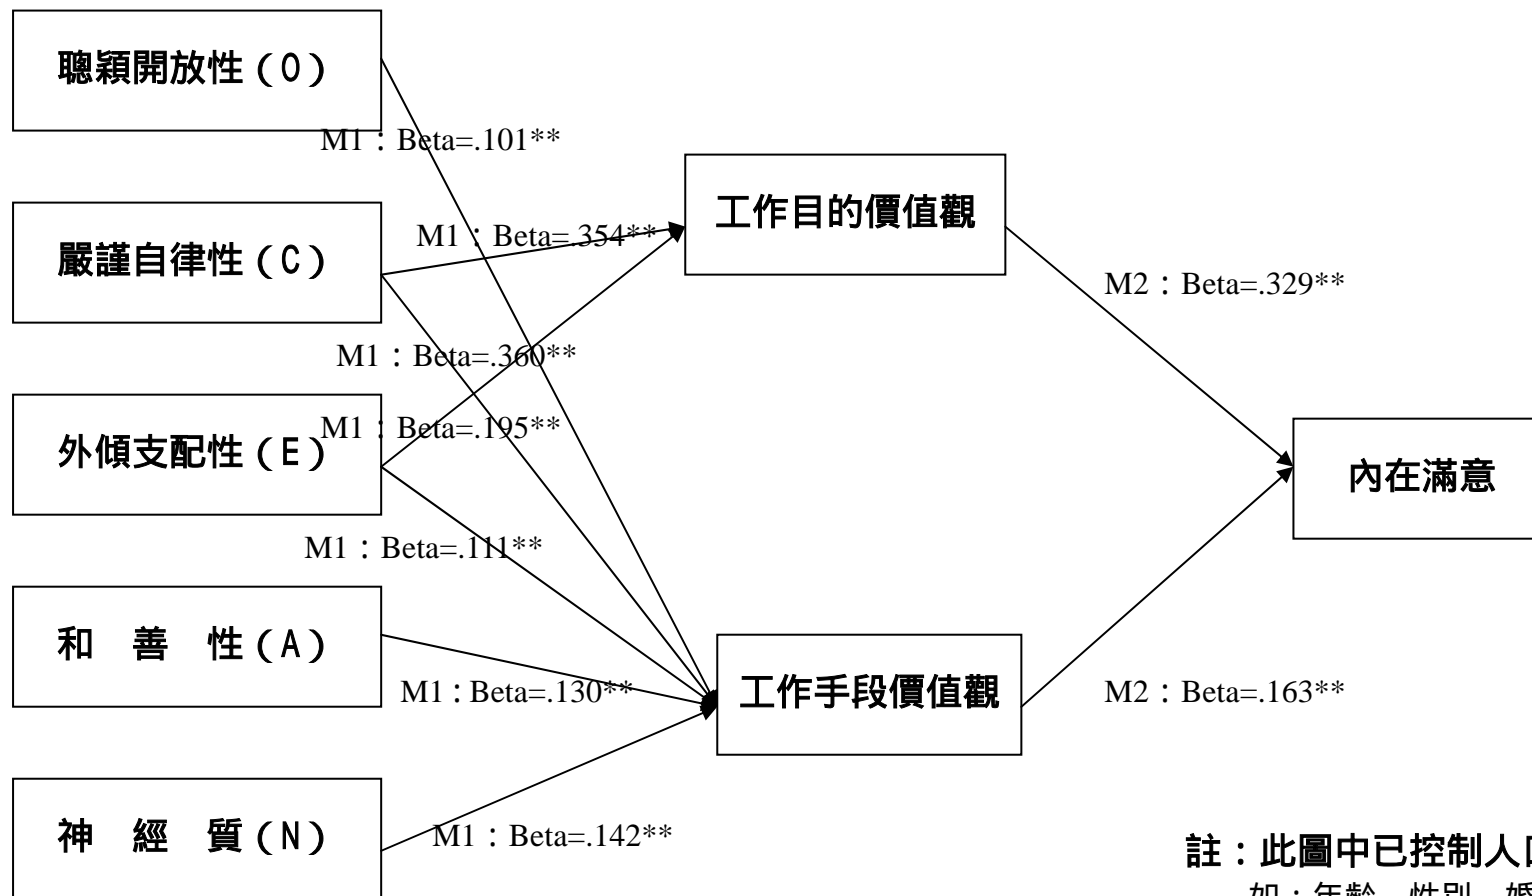 聰穎開放性(O)
M1：Beta=.101**
工作目的價值觀
嚴謹自律性(C)
M1：Beta=.354**
M2：Beta=.329**
M1：Beta=.360**
外傾支配性(E)
M1：Beta=.195**
內在滿意
M1：Beta=.111**
和 善 性(A)
M1：Beta=.130**
工作手段價值觀
M2：Beta=.163**
神 經 質(N)
M1：Beta=.142**
註：此圖中已控制人口
如：年齡、性別、婚